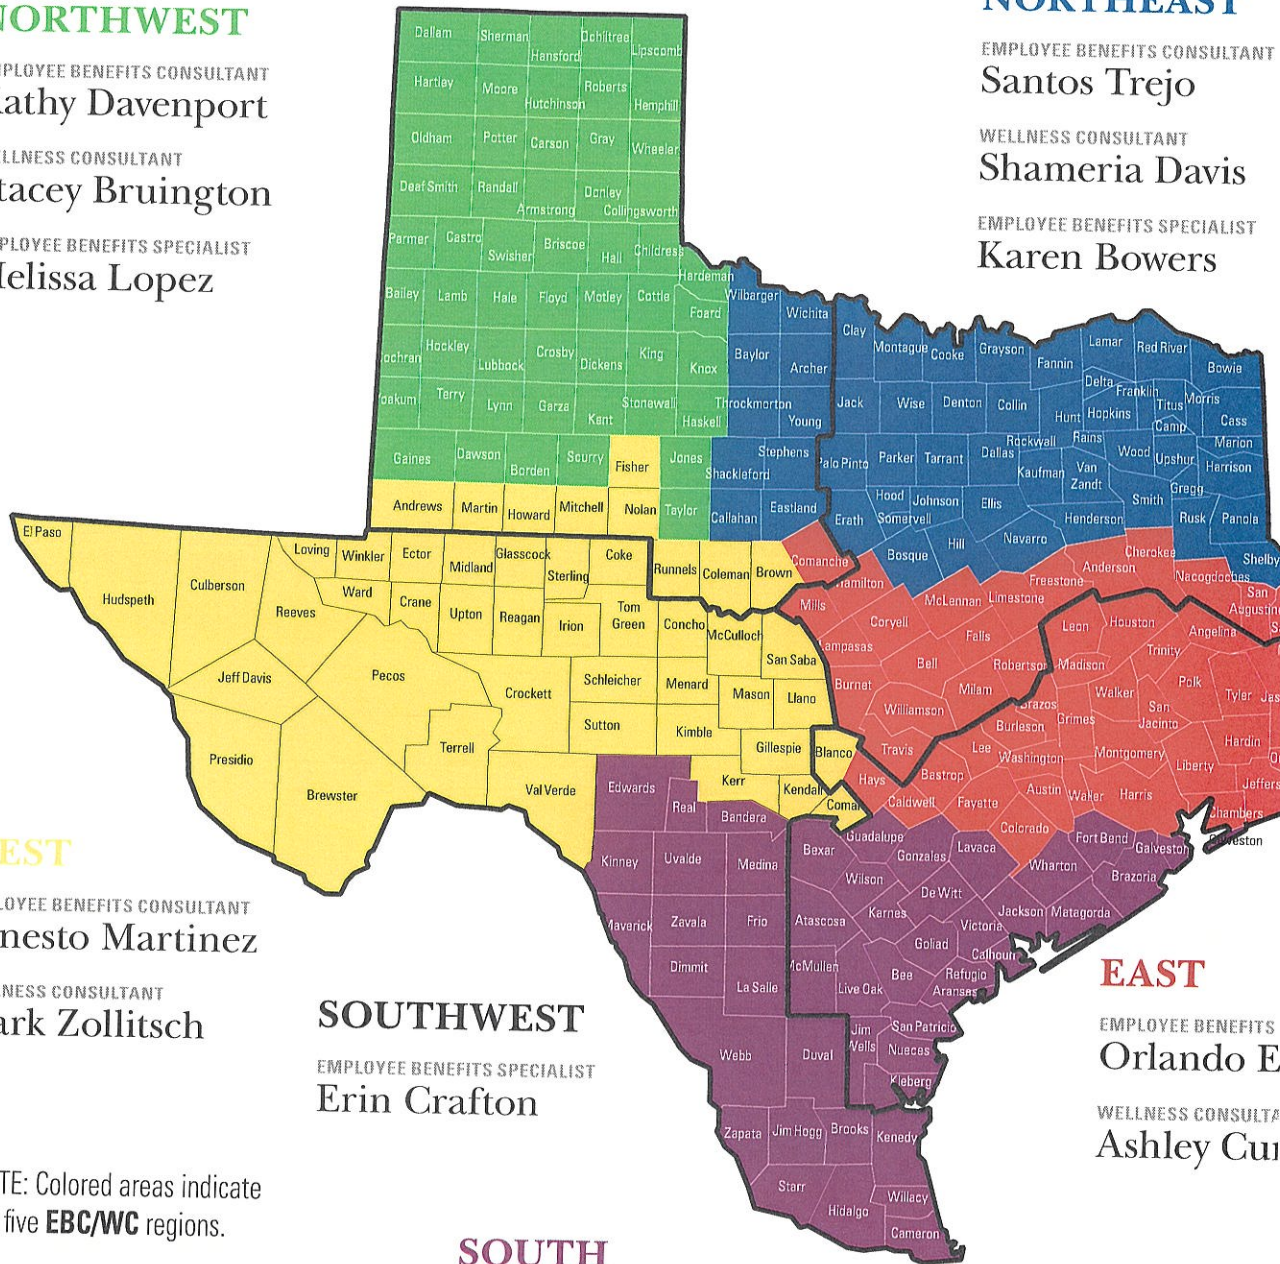 NORTHWEST
EMPLOYEE BENEFITS CONSULTANT
Kathy Davenport
WELLNESS CONSULTANT
Stacey Bruington
EMPLOYEE BENEFITS SPECIALIST
Melissa Lopez
NORTHEAST
EMPLOYEE BENEFITS CONSULTANT
Santos Trejo
WELLNESS CONSULTANT
Shameria Davis
EMPLOYEE BENEFITS SPECIALIST
Karen Bowers
Dallam Sherman Hansford Ochiltree Lipscomb
Hartley Moore Hutchinson Roberts Hemphill
Oldham Potter Carson Gray Wheeler
Deaf Smith Randall Armstrong Donley Collingsworth
Parmer Castro Swisher Briscoe Hall Childress
Hardeman
Bailey Lamb Hale Floyd Motley Cottle Foard
ochran Hockley Lubbock Crosby Dickens King Knox
oakum Terry Lynn Garza Kent Stonewall Haskell
Gaines Dawson Borden Scurry Fisher Jones
Andrews Martin Howard Mitchell Nolan Taylor
Wilbarger Wichita
Baylor Archer
Throckmorton Young
Shackleford Stephens
Callahan Eastland
Clay Montague Cooke Grayson Fannin Lamar Red River Bowie
Delta Franklin Titus Morris
Jack Wise Denton Collin Hunt Hopkins Camp Cass
Rockwall Rains Wood Upshur Marion
Palo Pinto Parker Tarrant Dallas Kaufman Van Zandt Harrison
Gregg
Erath Hood Somervell Johnson Ellis Henderson Smith Rusk Panola
Bosque Hill Navarro Shelby
El Paso Hudspeth Culberson Reeves Loving Winkler Ector Midland Glasscock Sterling Coke Runnels Coleman Brown
Ward Crane Upton Reagan Irion Tom Green Concho McCulloch San Saba
Jeff Davis Pecos Crockett Schleicher Menard Mason Llano
Sutton Kimble Gillespie Blanco
Presidio Brewster Terrell Val Verde Kerr Kendall Comal
Comanche Hamilton Mills Coryell McLennan Limestone Freestone Anderson Cherokee Nacogdoches San Augustine
Lampasas Bell Falls Robertson Leon Houston Angelina
Burnet Milam Madison Trinity
Williamson Brazos Grimes Walker San Jacinto Polk Tyler Jas
Travis Lee Burleson Washington Montgomery Liberty Hardin
Hays Bastrop Caldwell Fayette Austin Waller Harris Chambers Jeffers
Colorado
Edwards Real Bandera
Kinney Uvalde Medina Bexar Guadalupe Gonzales Lavaca Wharton Fort Bend Galveston Galveston
Wilson De Witt Brazoria
Maverick Zavala Frio Atascosa Karnes Victoria Jackson Matagorda
Goliad Calhoun
Dimmit La Salle McMullen Live Oak Bee Refugio
Aransas
Webb Duval Jim Wells San Patricio
Nueces
Kleberg
Zapata Jim Hogg Brooks Kenedy
Starr Hidalgo Willacy
Cameron
EST
LOYEE BENEFITS CONSULTANT
nesto Martinez
NESS CONSULTANT
ark Zollitsch
SOUTHWEST
EMPLOYEE BENEFITS SPECIALIST
Erin Crafton
EAST
EMPLOYEE BENEFITS
Orlando E
WELLNESS CONSULTA
Ashley Cu
TE: Colored areas indicate
five EBC/WC regions.
SOUTH